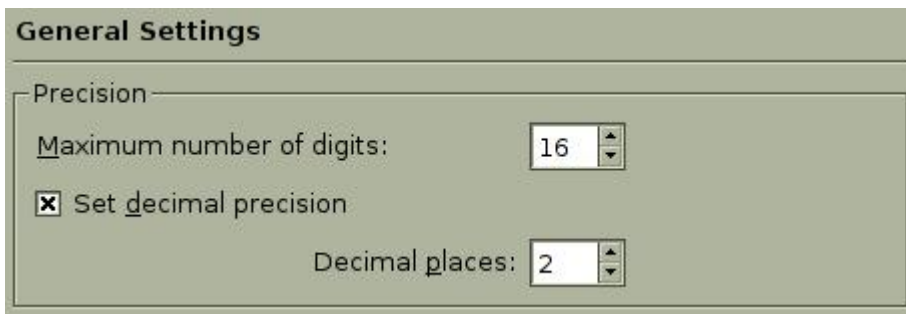 General Settings
Precision
Maximum number of digits: 16
Set decimal precision
Decimal places: 2